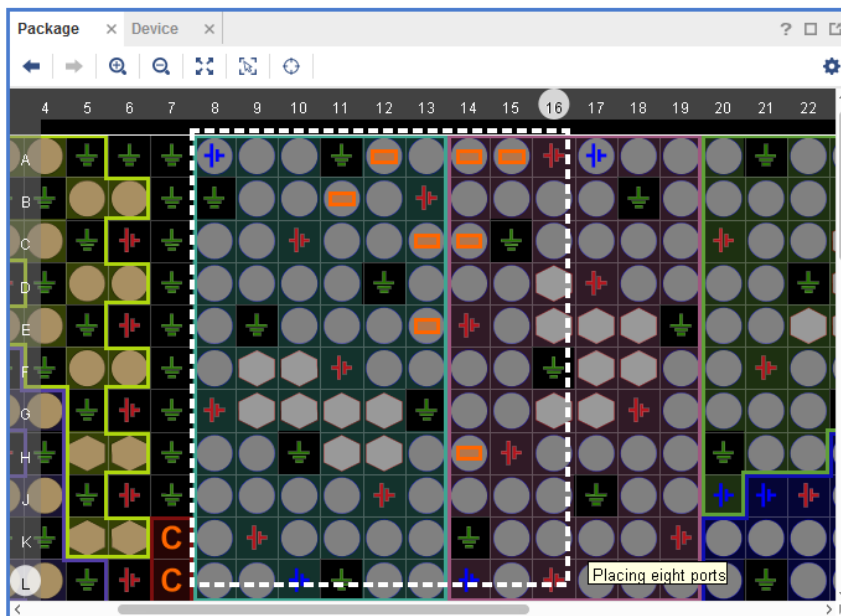 Package × Device × ?
4 5 6 7 8 9 10 11 12 13 14 15 16 17 18 19 20 21 22
A
B
C
D
E
F
G
H
J
K C
L C
Placing eight ports